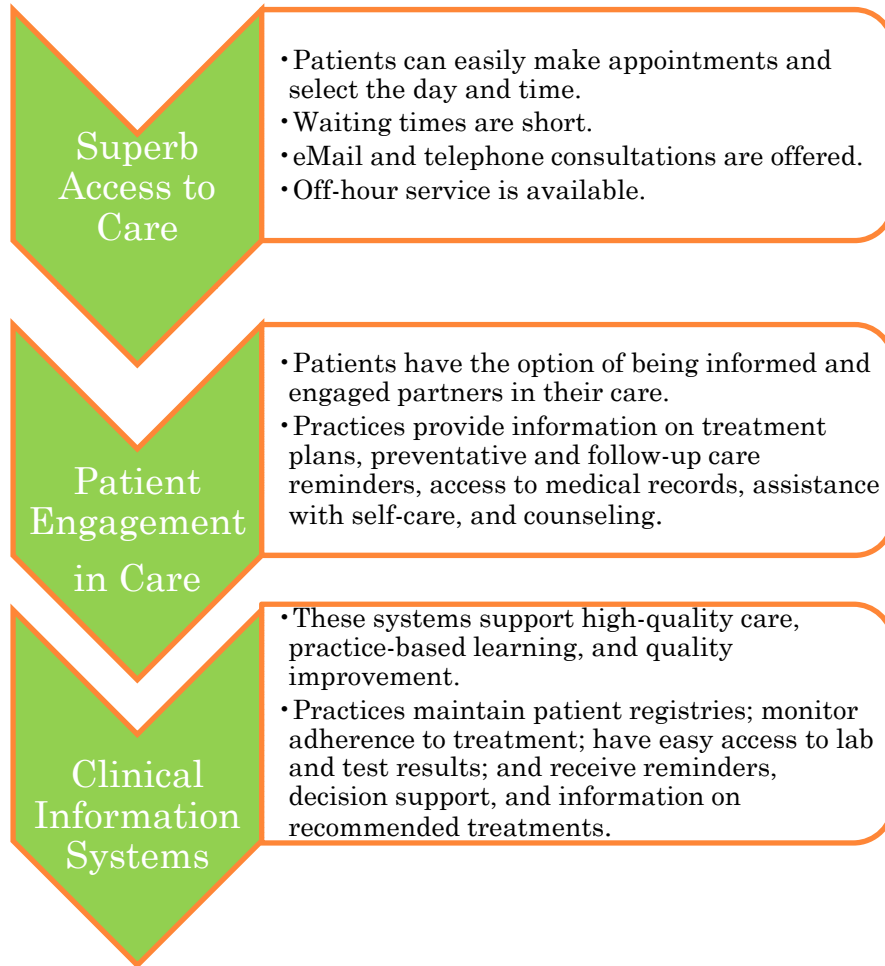 Superb
Access to
Care
·Patients can easily make appointments and
select the day and time.
·Waiting times are short.
·eMail and telephone consultations are offered.
·Off-hour service is available.
Patient
Engagement
in Care
·Patients have the option of being informed and
engaged partners in their care.
·Practices provide information on treatment
plans, preventative and follow-up care
reminders, access to medical records, assistance
with self-care, and counseling.
Clinical
Information
Systems
·These systems support high-quality care,
practice-based learning, and quality
improvement.
·Practices maintain patient registries; monitor
adherence to treatment; have easy access to lab
and test results; and receive reminders,
decision support, and information on
recommended treatments.